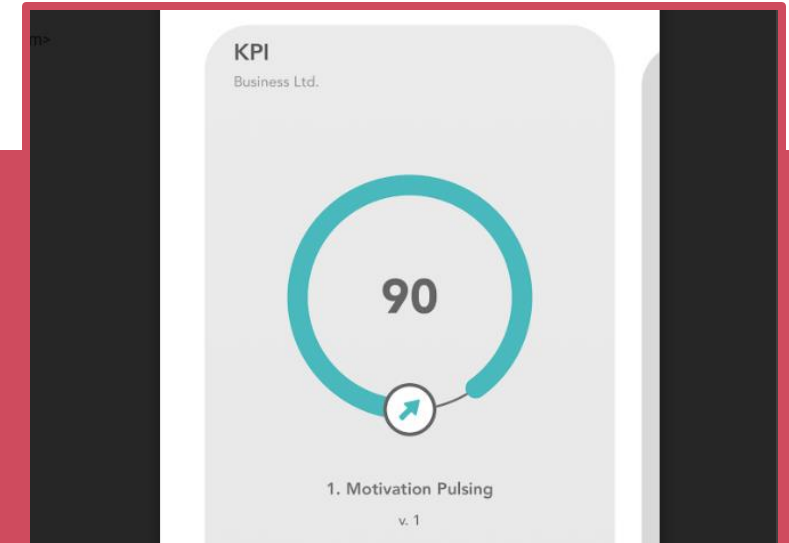 m>
KPI
Business Ltd.
90
1. Motivation Pulsing
v. 1